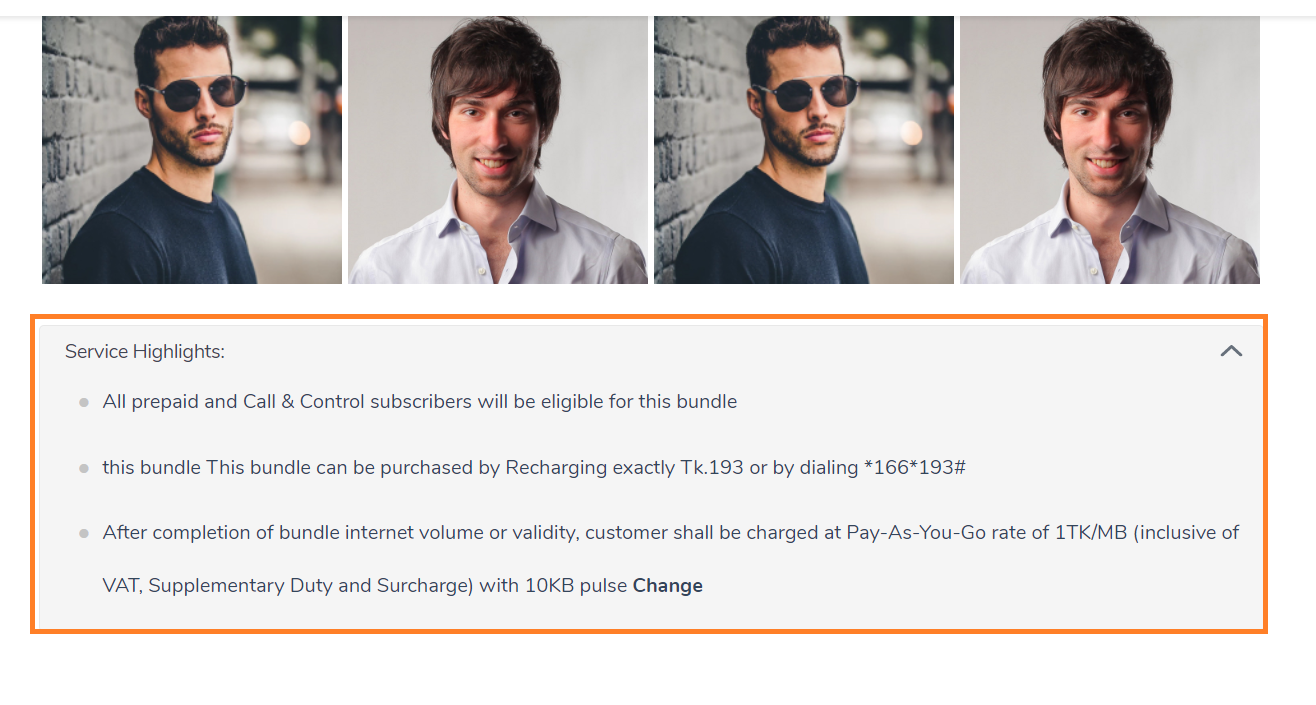 Service Highlights:
All prepaid and Call & Control subscribers will be eligible for this bundle
this bundle This bundle can be purchased by Recharging exactly Tk.193 or by dialing *166*193#
After completion of bundle internet volume or validity, customer shall be charged at Pay-As-You-Go rate of 1TK/MB (inclusive of
VAT, Supplementary Duty and Surcharge) with 10KB pulse Change